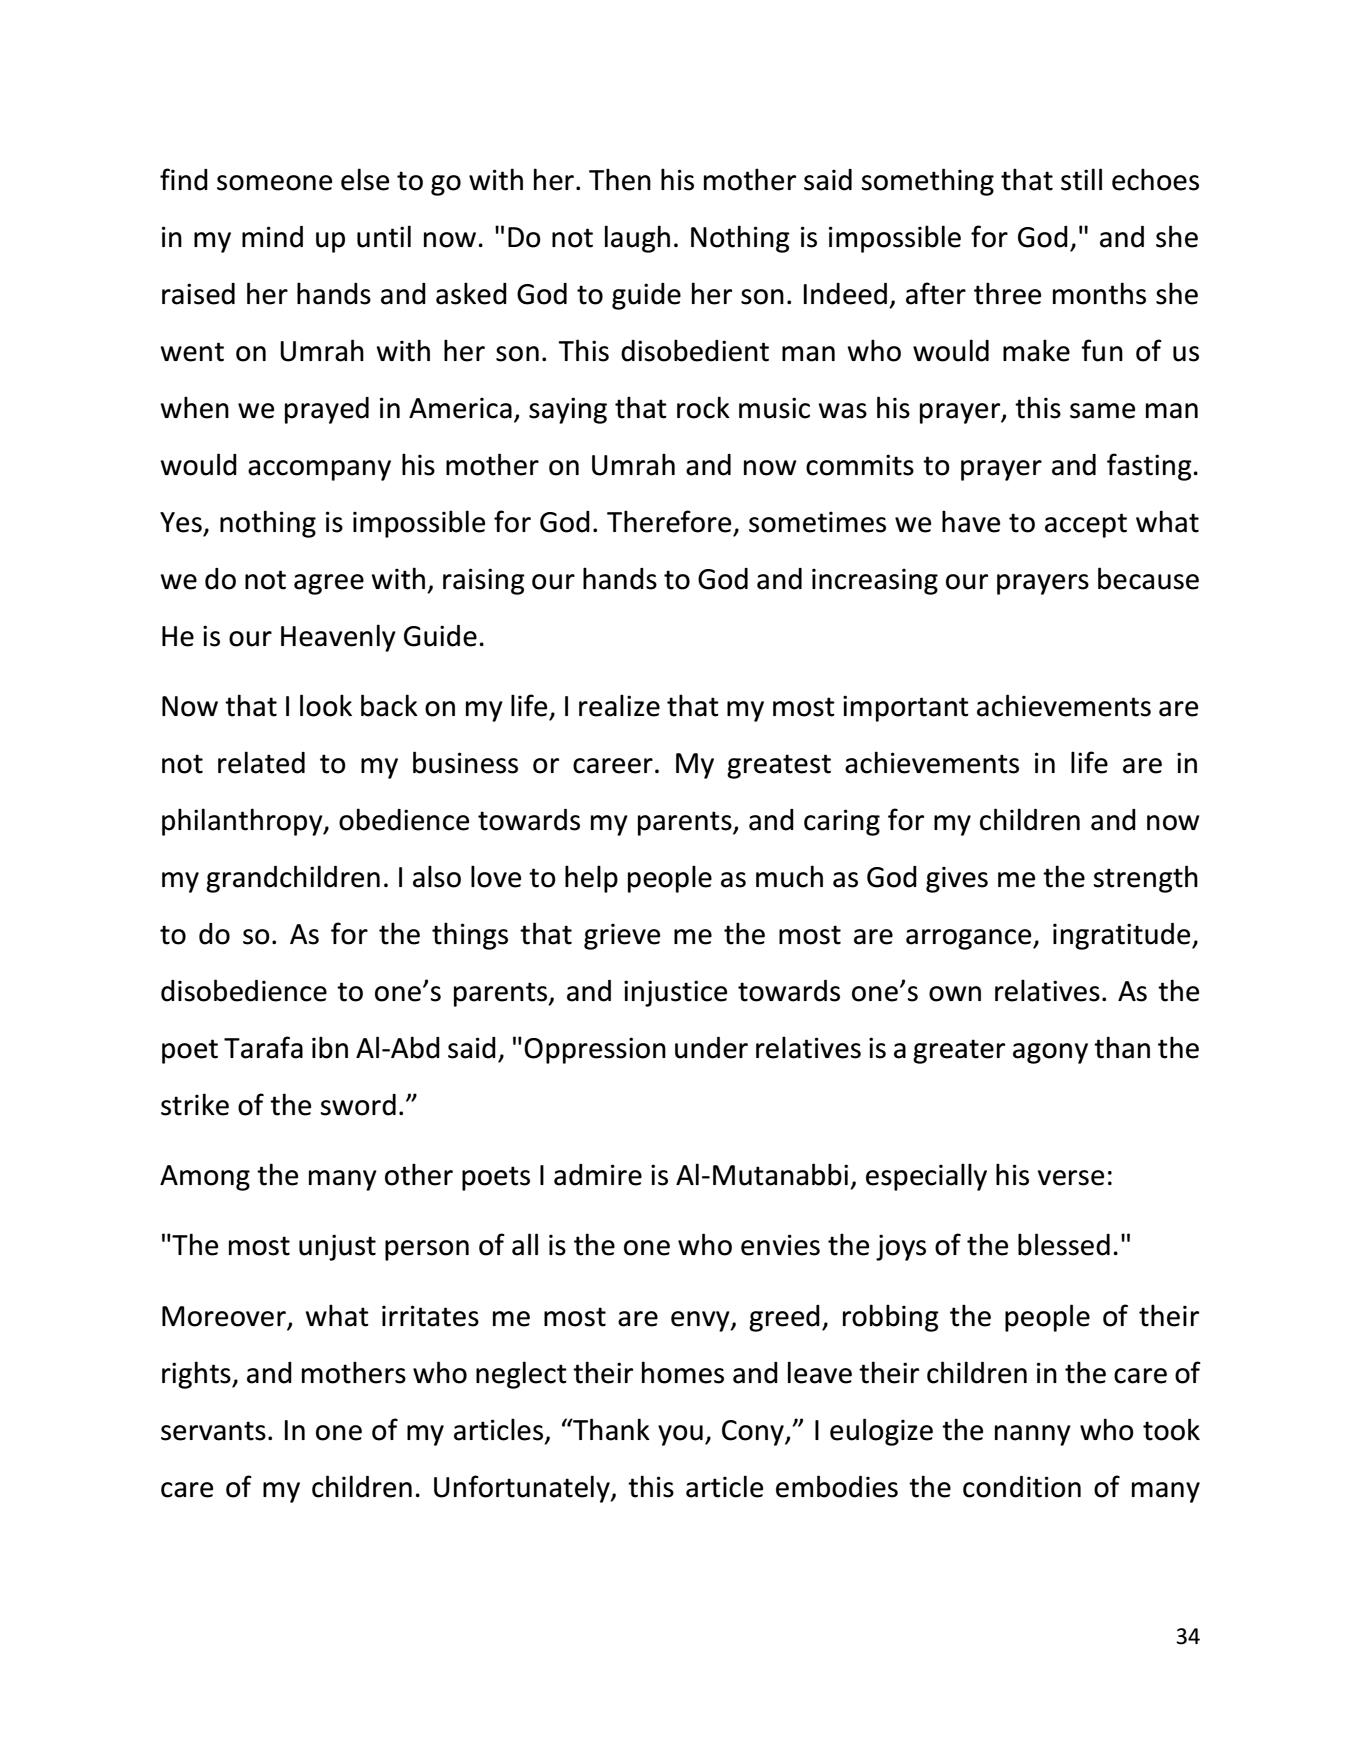 find someone else to go with her. Then his mother said something that still echoes
in my mind up until now. "Do not laugh. Nothing is impossible for God," and she
raised her hands and asked God to guide her son. Indeed, after three months she
went on Umrah with her son. This disobedient man who would make fun of us
when we prayed in America, saying that rock music was his prayer, this same man
would accompany his mother on Umrah and now commits to prayer and fasting.
Yes, nothing is impossible for God. Therefore, sometimes we have to accept what
we do not agree with, raising our hands to God and increasing our prayers because
He is our Heavenly Guide.
Now that I look back on my life, I realize that my most important achievements are
not related to my business or career. My greatest achievements in life are in
philanthropy, obedience towards my parents, and caring for my children and now
my grandchildren. I also love to help people as much as God gives me the strength
to do so. As for the things that grieve me the most are arrogance, ingratitude,
disobedience to one’s parents, and injustice towards one’s own relatives. As the
poet Tarafa ibn Al-Abd said, "Oppression under relatives is a greater agony than the
strike of the sword.”
Among the many other poets I admire is Al-Mutanabbi, especially his verse:
"The most unjust person of all is the one who envies the joys of the blessed."
Moreover, what irritates me most are envy, greed, robbing the people of their
rights, and mothers who neglect their homes and leave their children in the care of
servants. In one of my articles, “Thank you, Cony,” I eulogize the nanny who took
care of my children. Unfortunately, this article embodies the condition of many
34